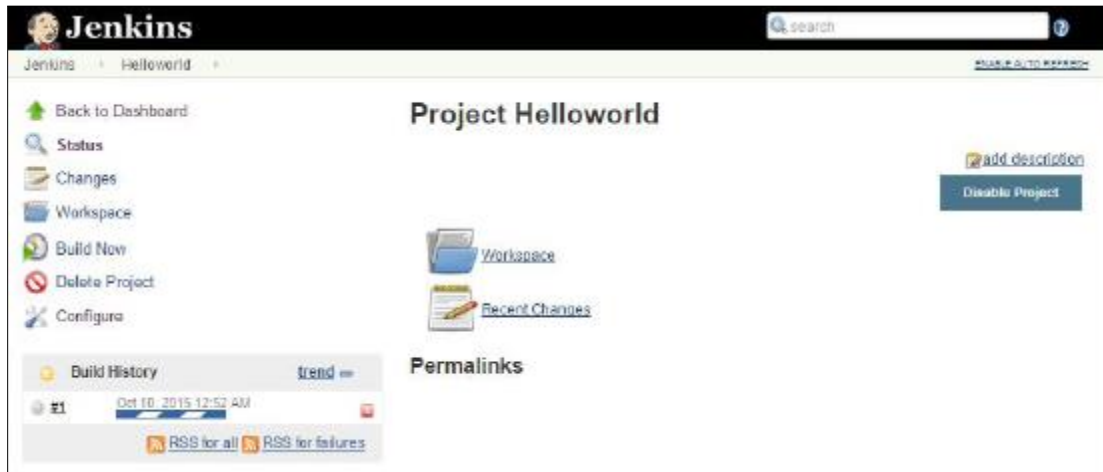 Jenkins
search
Jenkins
Helloworld
ENABLE AUTO REFRESH
Back to Dashboard
Status
Changes
Workspace
Build Now
Delete Project
Configure
Project Helloworld
add description
Disable Project
Workspace
Recent Changes
Permalinks
Build History
trend
#1
Oct 10, 2015 12:52 AM
RSS for all
RSS for failures